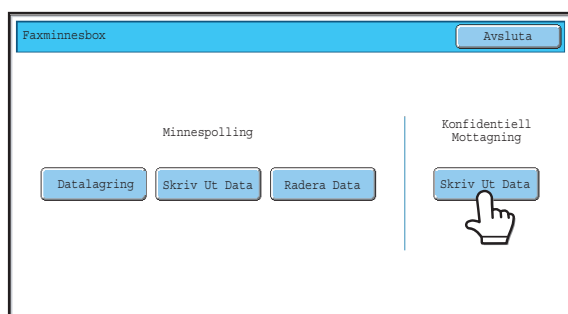 Faxminnesbox
Avsluta
Minnespolling
Datalagring
Skriv Ut Data
Radera Data
Konfidentiell
Mottagning
Skriv Ut Data